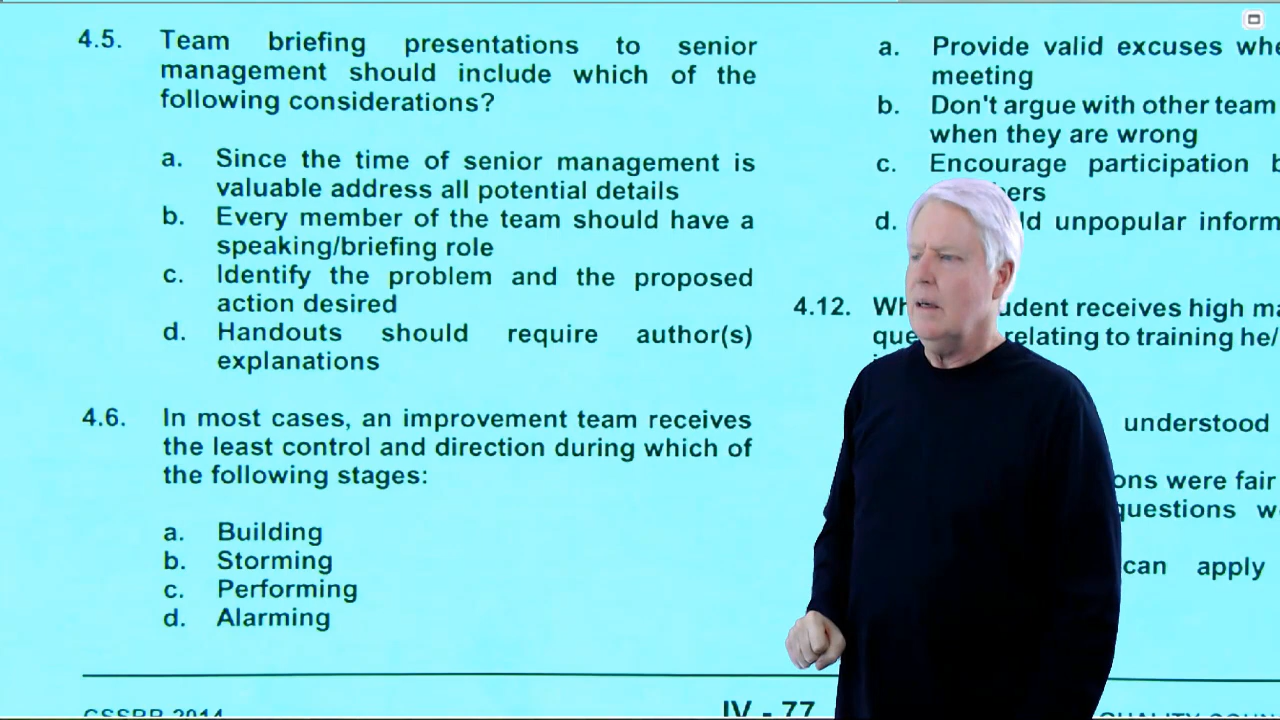 4.5. Team briefing presentations to senior
management should include which of the
following considerations?
a. Since the time of senior management is
valuable address all potential details
b. Every member of the team should have a
speaking/briefing role
c. Identify the problem and the proposed
action desired
d. Handouts should require author(s)
explanations
4.6. In most cases, an improvement team receives
the least control and direction during which of
the following stages:
a. Building
b. Storming
c. Performing
d. Alarming
a. Provide valid excuses
meeting
b. Don't argue with other team
when they are wrong
c. Encourage participation
d. unpopular
4.12. receives high
relating to training he/
understood
were fair
questions
can apply
IV - 77